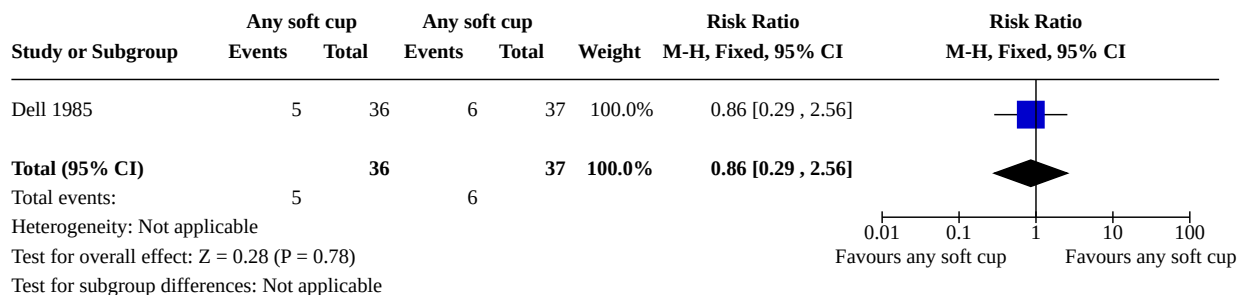 Any soft cup Any soft cup Risk Ratio Risk Ratio
Study or Subgroup Events Total Events Total Weight M-H, Fixed, 95% CI M-H, Fixed, 95% CI
Dell 1985 5 36 6 37 100.0% 0.86 [0.29 , 2.56]
Total (95% CI) 36 37 100.0% 0.86 [0.29 , 2.56]
Total events: 5 6
Heterogeneity: Not applicable
0.01 0.1 1 10 100
Test for overall effect: Z = 0.28 (P = 0.78) Favours any soft cup Favours any soft cup
Test for subgroup differences: Not applicable